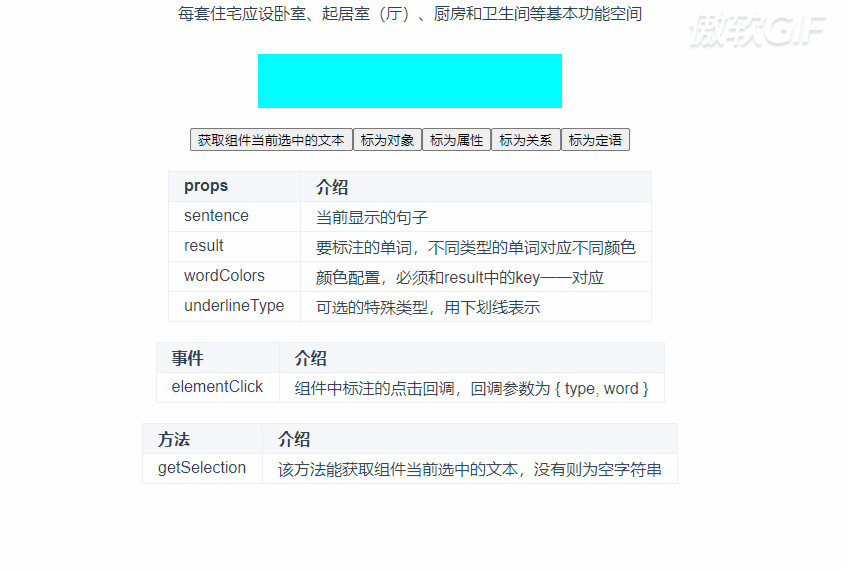 每套住宅应设卧室、起居室（厅）、厨房和卫生间等基本功能空间
傲软GIF
获取组件当前选中的文本 标为对象 标为属性 标为关系 标为定语
props 介绍
sentence 当前显示的句子
result 要标注的单词，不同类型的单词对应不同颜色
wordColors 颜色配置，必须和result中的key一一对应
underlineType 可选的特殊类型，用下划线表示
事件 介绍
elementClick 组件中标注的点击回调，回调参数为 { type, word }
方法 介绍
getSelection 该方法能获取组件当前选中的文本，没有则为空字符串